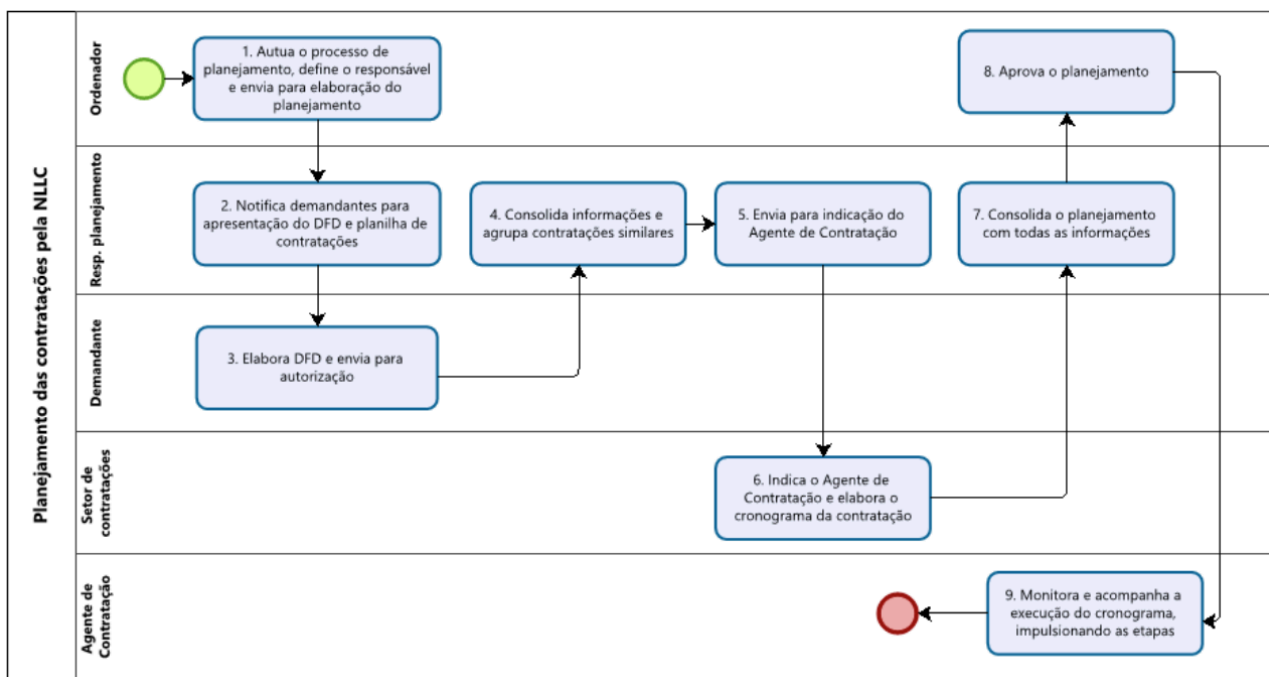 Planejamento das contratações pela NLLC
Ordenador
1. Autua o processo de
planejamento, define o responsável
e envia para elaboração do
planejamento
8. Aprova o planejamento
Resp. planejamento
2. Notifica demandantes para
apresentação do DFD e planilha de
contratações
4. Consolida informações e
agrupa contratações similares
5. Envia para indicação do
Agente de Contratação
7. Consolida o planejamento
com todas as informações
Demandante
3. Elabora DFD e envia para
autorização
Setor de
contratações
6. Indica o Agente de
Contratação e elabora o
cronograma da contratação
Agente de
Contratação
9. Monitora e acompanha a
execução do cronograma,
impulsionando as etapas